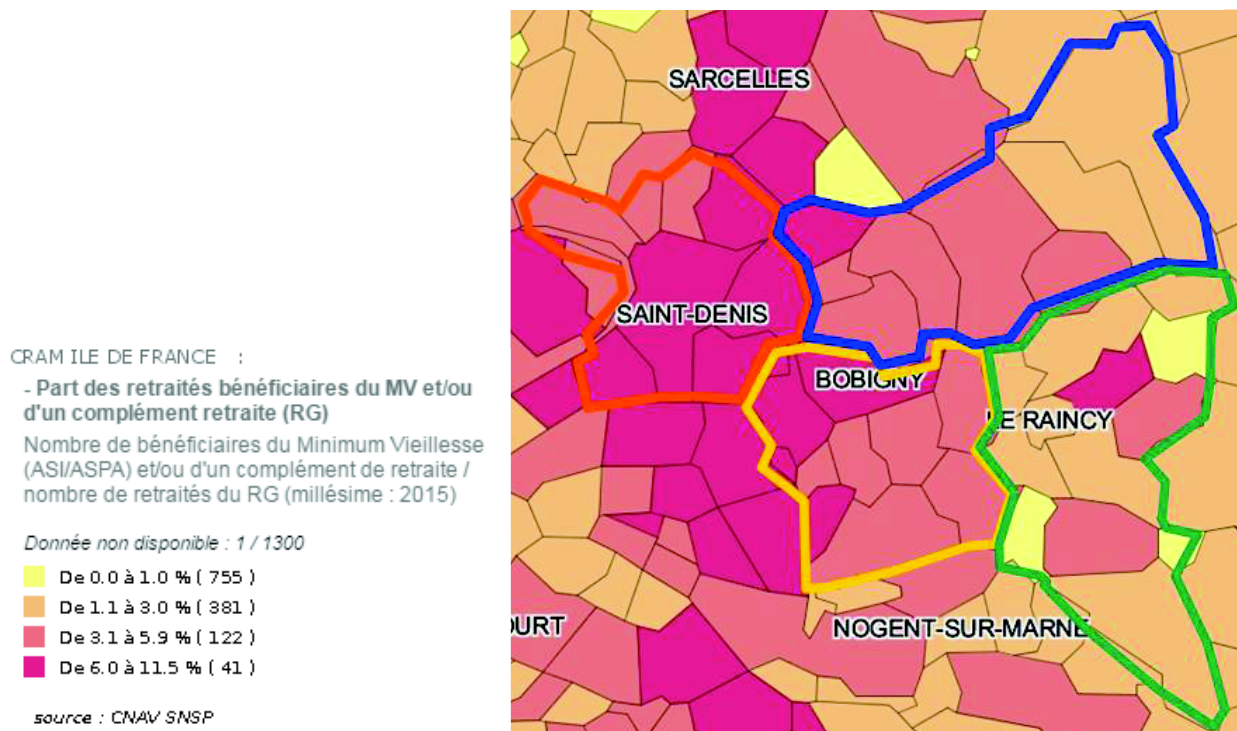 CRAM ILE DE FRANCE :
- Part des retraités bénéficiaires du MV et/ou
d'un complément retraite (RG)
Nombre de bénéficiaires du Minimum Vieillesse
(ASI/ASPA) et/ou d'un complément de retraite /
nombre de retraités du RG (millésime : 2015)
Donnée non disponible : 1 / 1300
De 0.0 à 1.0 % ( 755 )
De 1.1 à 3.0 % ( 381 )
De 3.1 à 5.9 % ( 122 )
De 6.0 à 11.5 % ( 41 )
source : CNAV SNSP
SARCELLES
SAINT-DENIS
BOBIGNY
LE RAINCY
OURT
NOGENT-SUR-MARNE